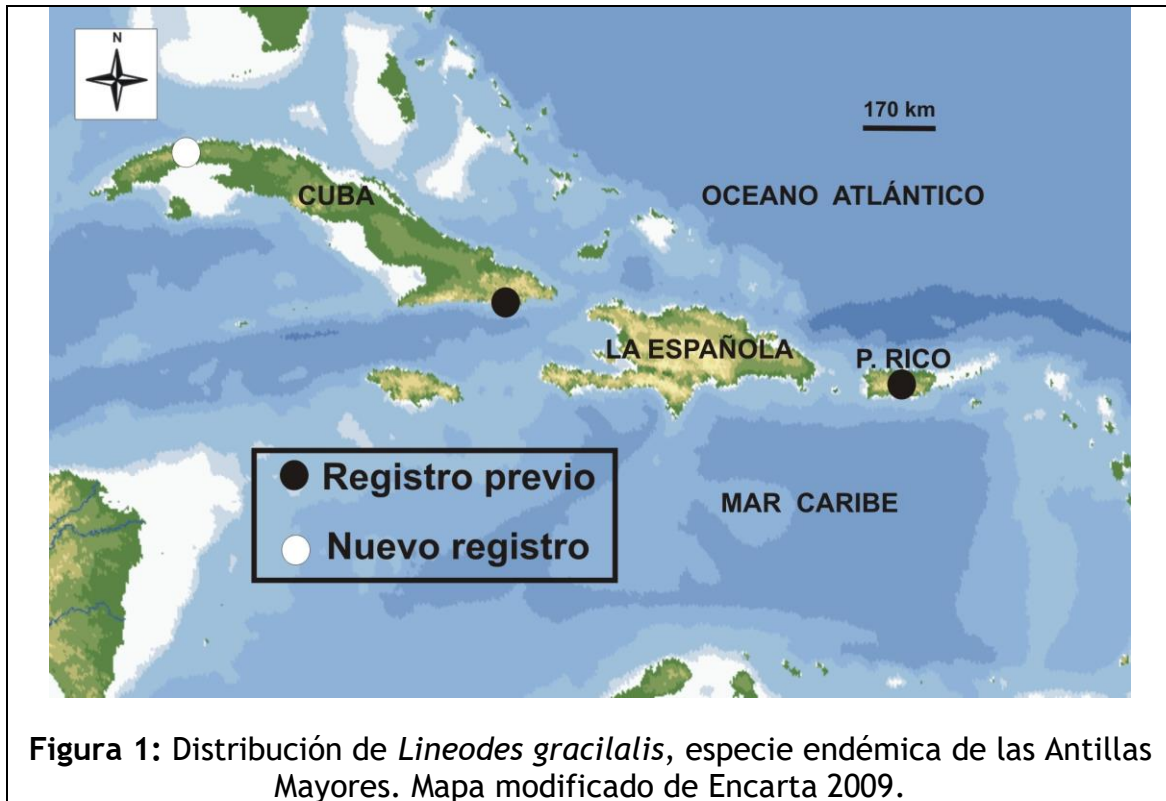 N
170 km
CUBA
OCEANO ATLÁNTICO
LA ESPAÑOLA
P. RICO
Registro previo
MAR CARIBE
Nuevo registro
Figura 1: Distribución de Lineodes gracilalis, especie endémica de las Antillas
Mayores. Mapa modificado de Encarta 2009.